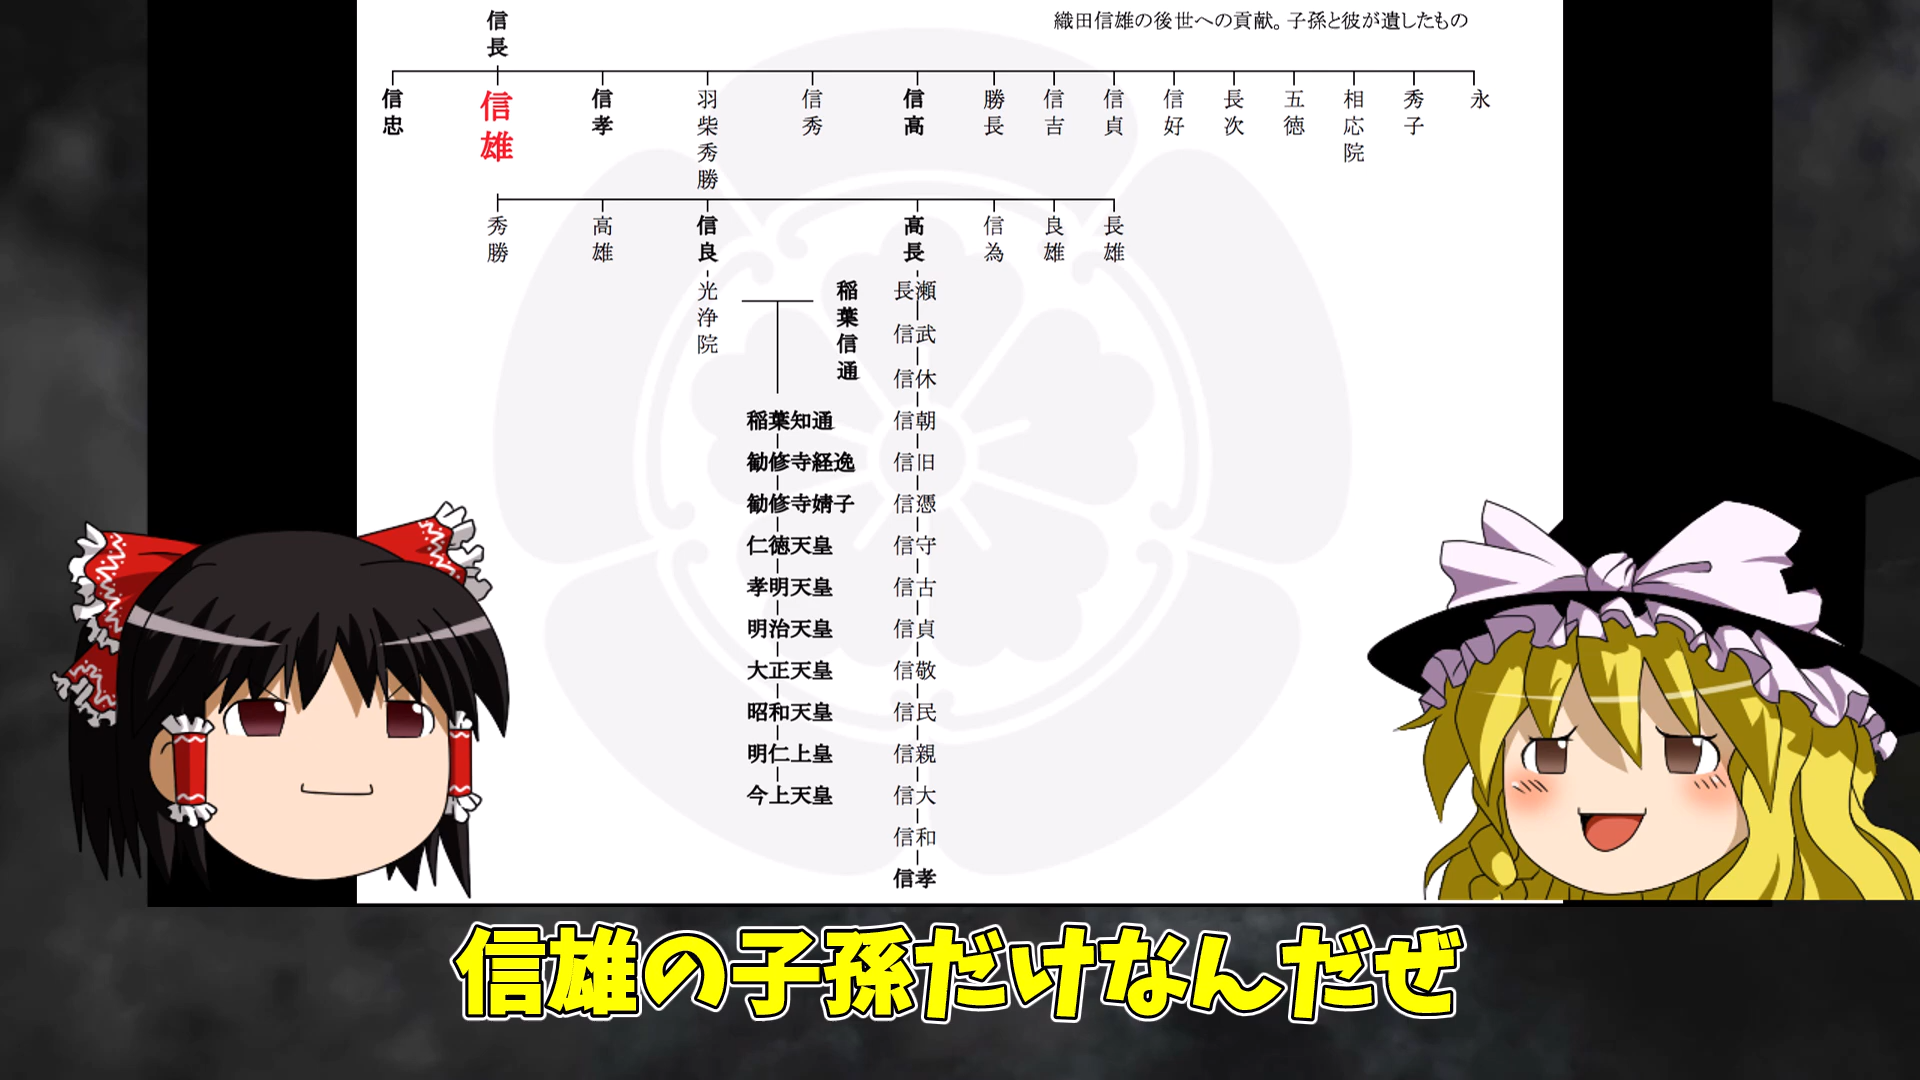 織田信雄の後世への貢献。子孫と彼が遺したもの
信長
信忠
信雄
信孝
羽柴秀勝
信秀
信高
勝長
信吉
信貞
信好
長次
五徳
相応院
秀子
永
秀勝
高雄
信良
高長
信為
良雄
長雄
光浄院
稲葉信通
稲葉知通
勧修寺経逸
勧修寺婧子
仁徳天皇
孝明天皇
明治天皇
大正天皇
昭和天皇
明仁上皇
今上天皇
長瀬
信武
信休
信朝
信旧
信憑
信守
信古
信貞
信敬
信民
信親
信大
信和
信孝
信雄の子孫だけなんだぜ